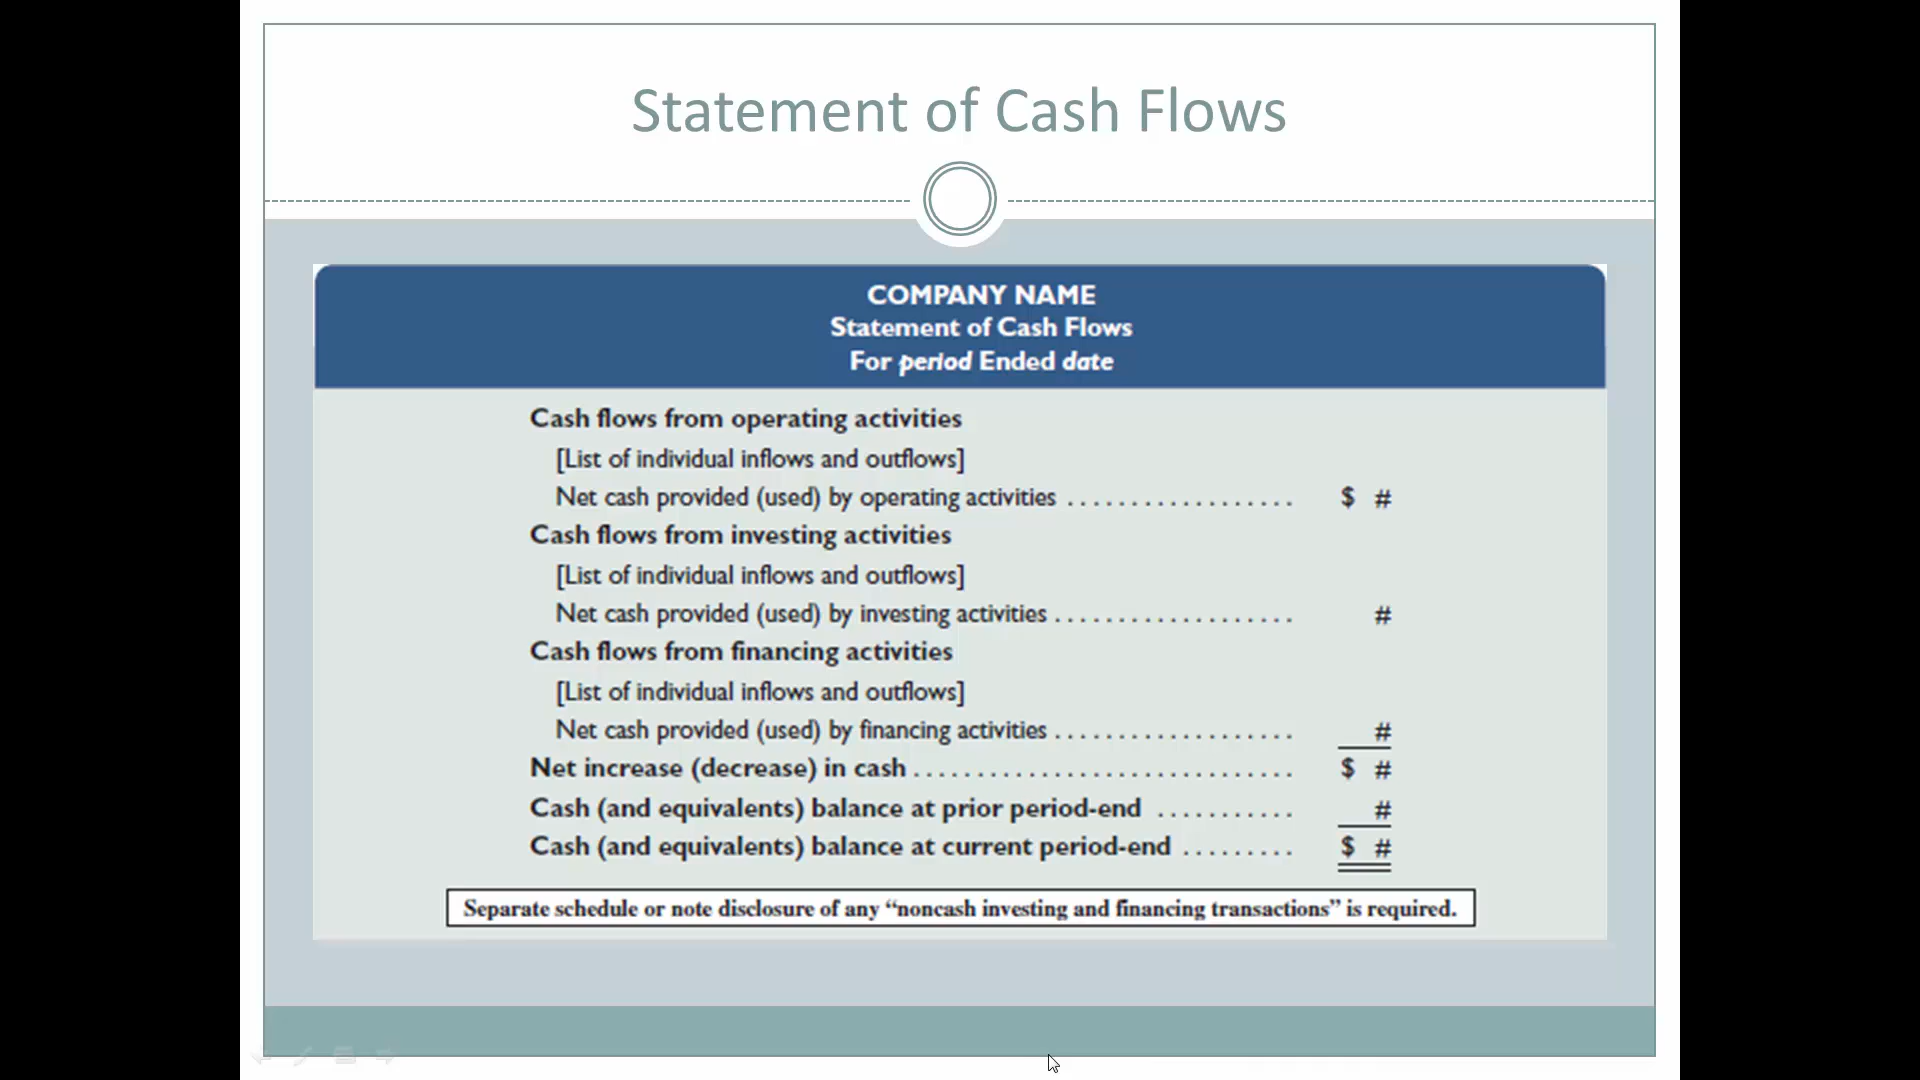 Statement of Cash Flows
COMPANY NAME
Statement of Cash Flows
For period Ended date
Cash flows from operating activities
[List of individual inflows and outflows]
Net cash provided (used) by operating activities .................. $ #
Cash flows from investing activities
[List of individual inflows and outflows]
Net cash provided (used) by investing activities ................... #
Cash flows from financing activities
[List of individual inflows and outflows]
Net cash provided (used) by financing activities ................... #
Net increase (decrease) in cash .............................. $ #
Cash (and equivalents) balance at prior period-end ........... #
Cash (and equivalents) balance at current period-end ......... $ #
Separate schedule or note disclosure of any “noncash investing and financing transactions” is required.